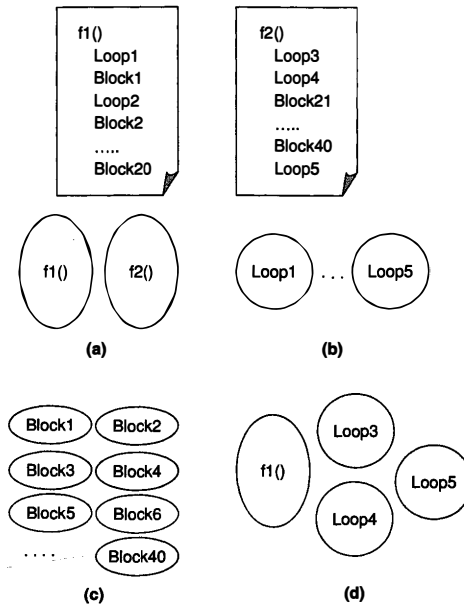 f1()
Loop1
Block1
Loop2
Block2
.....
Block20
f2()
Loop3
Loop4
Block21
.....
Block40
Loop5
f1() f2()
(a)
Loop1 ... Loop5
(b)
Block1 Block2
Block3 Block4
Block5 Block6
.... Block40
(c)
f1()
Loop3
Loop5
Loop4
(d)